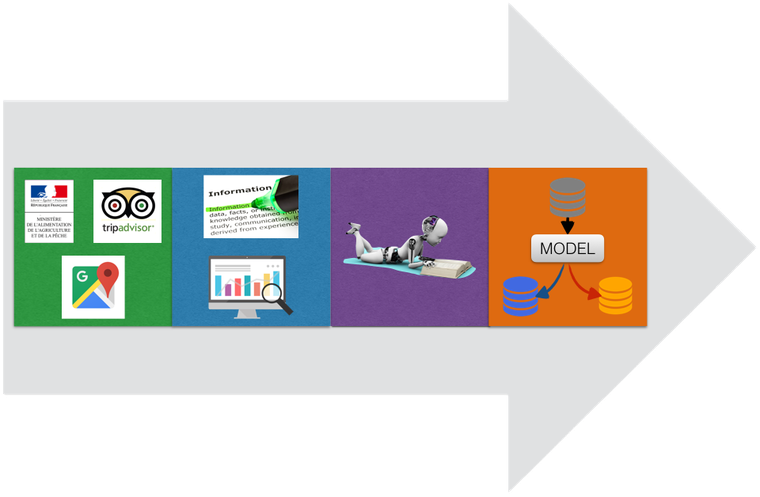 Liberté • Égalité • Fraternité
RÉPUBLIQUE FRANÇAISE
MINISTÈRE
DE L'ALIMENTATION
DE L'AGRICULTURE
ET DE LA PÊCHE
tripadvisor®
G
Information
Information
data, facts, or
knowledge obtained from
study, communication,
derived from experience
MODEL